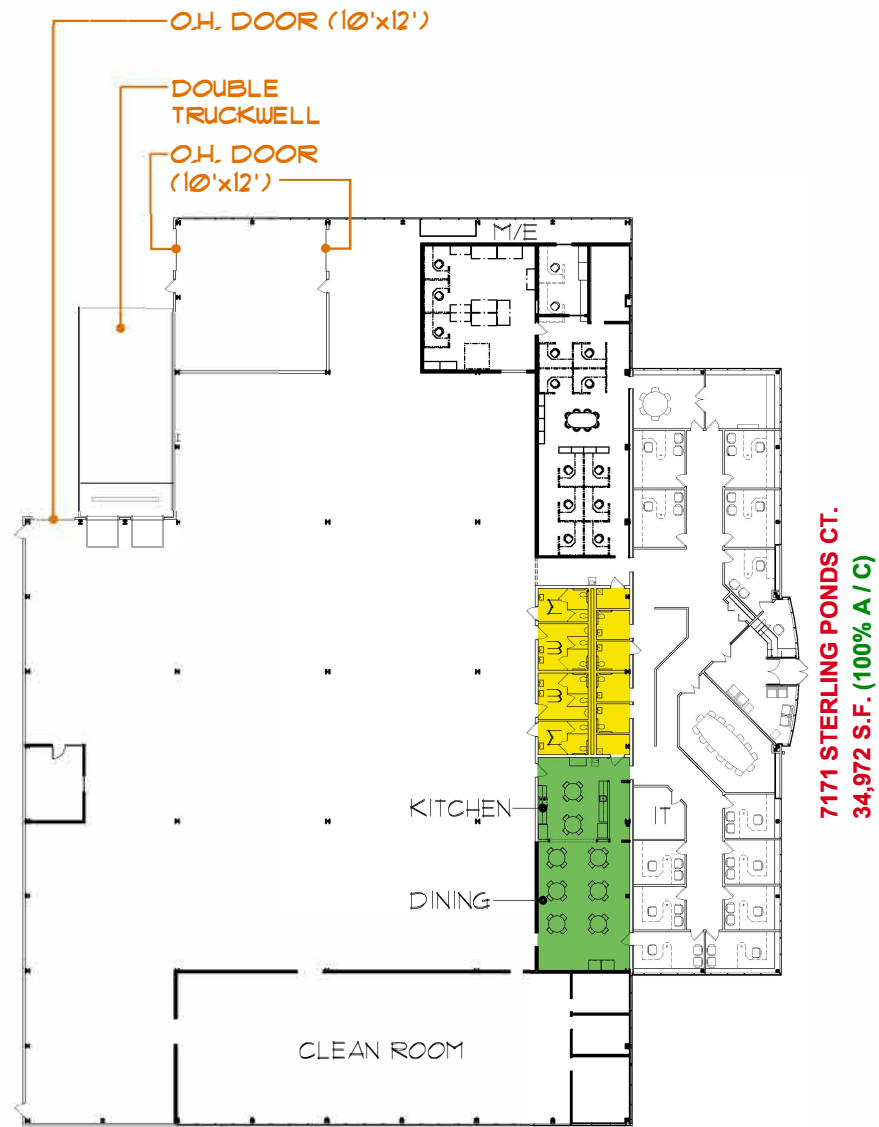 O.H. DOOR (10'x12')
DOUBLE
TRUCKWELL
O.H. DOOR
(10'x12')
M/E
M
W
W
M
KITCHEN
IT
DINING
CLEAN ROOM
7171 STERLING PONDS CT.
34,972 S.F. (100% A / C)